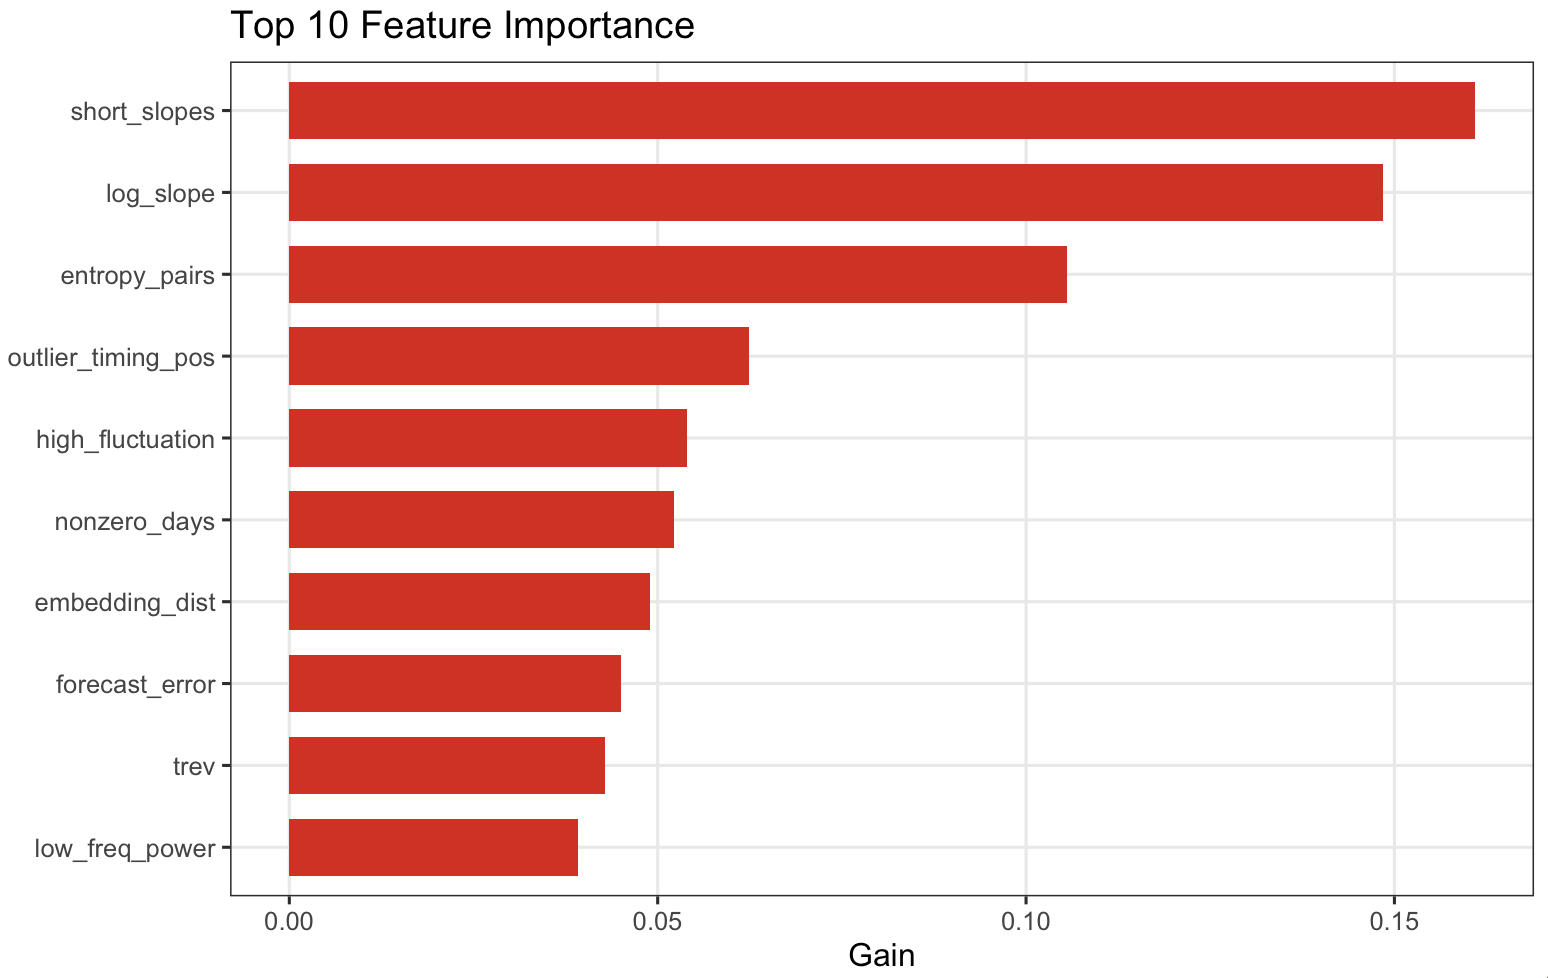 Top 10 Feature Importance
short_slopes
log_slope
entropy_pairs
outlier_timing_pos
high_fluctuation
nonzero_days
embedding_dist
forecast_error
trev
low_freq_power
0.00 0.05 0.10 0.15
Gain